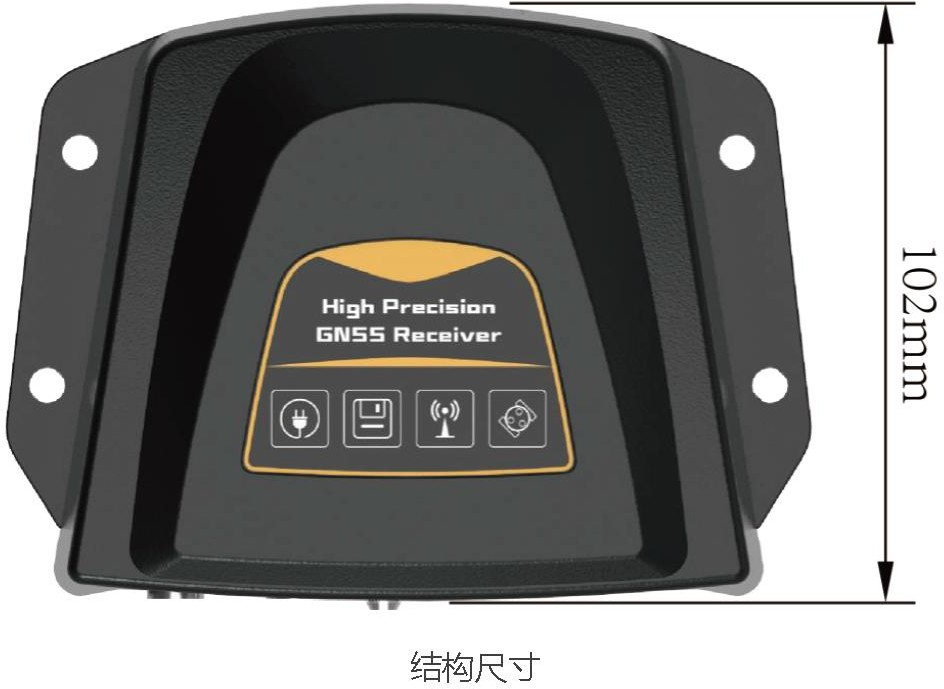 High Precision
GNSS Receiver
102mm
结构尺寸